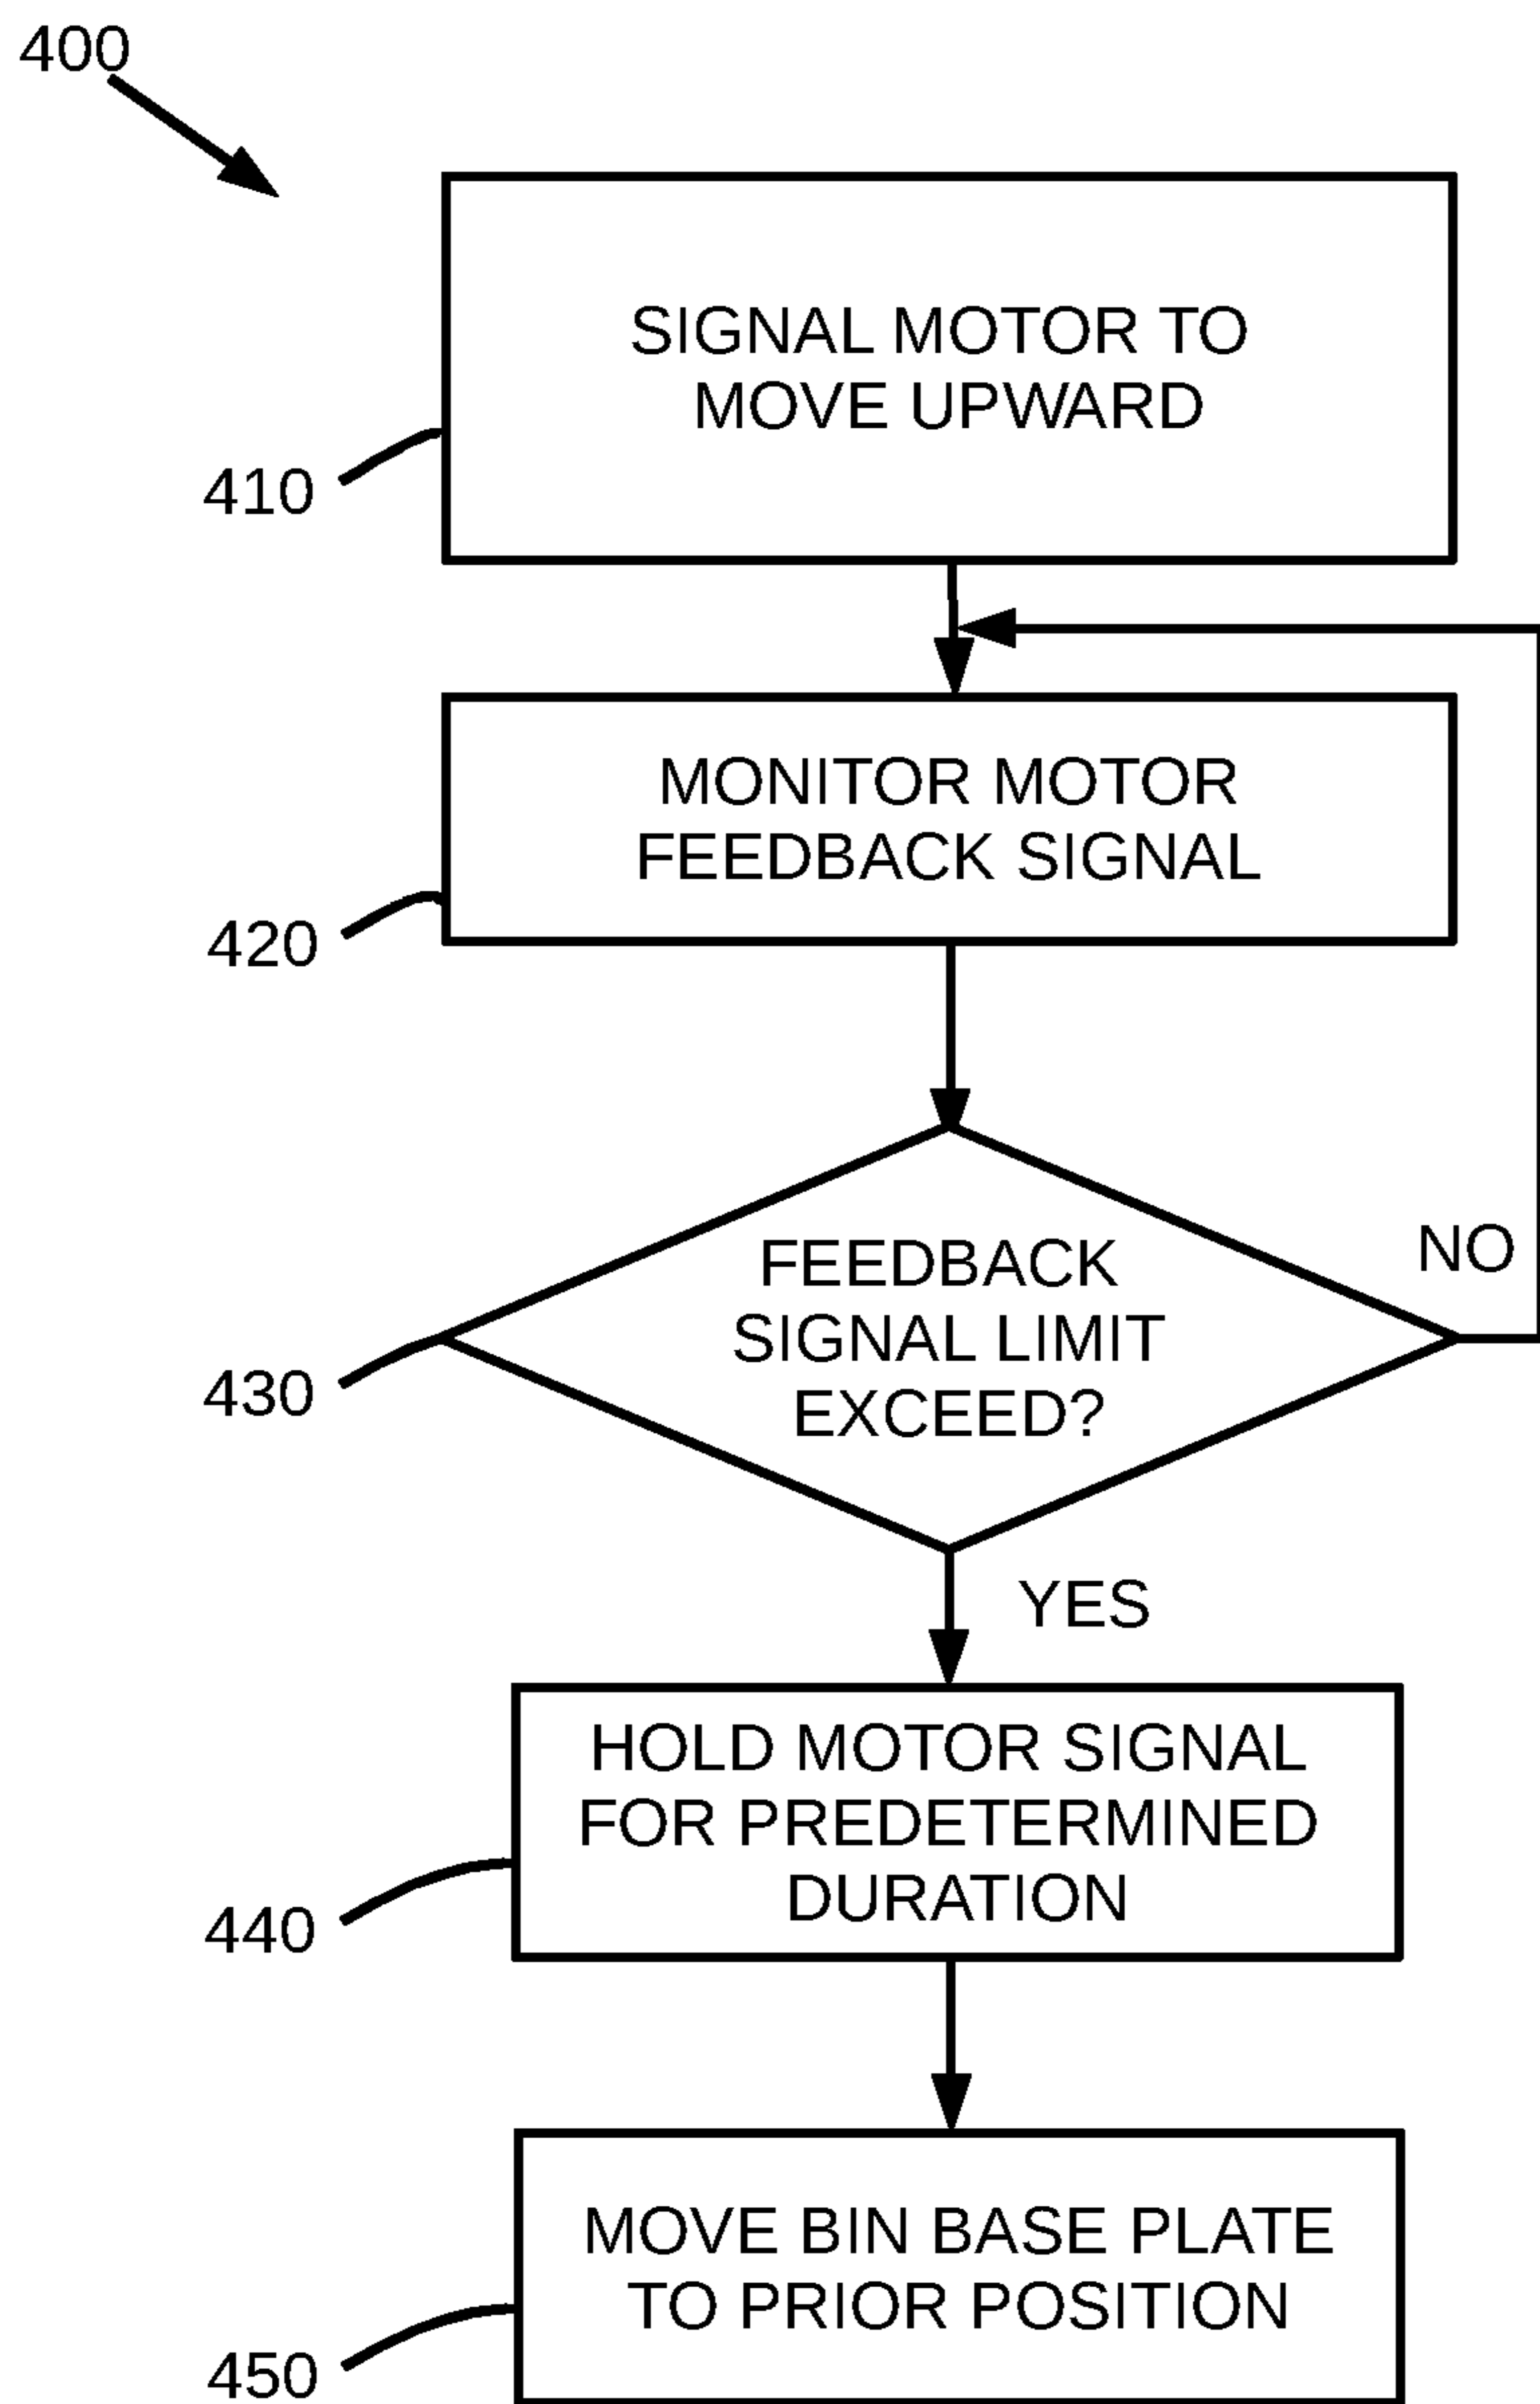 400
SIGNAL MOTOR TO
MOVE UPWARD
410
MONITOR MOTOR
FEEDBACK SIGNAL
420
FEEDBACK
SIGNAL LIMIT
EXCEED?
NO
430
YES
HOLD MOTOR SIGNAL
FOR PREDETERMINED
DURATION
440
MOVE BIN BASE PLATE
TO PRIOR POSITION
450